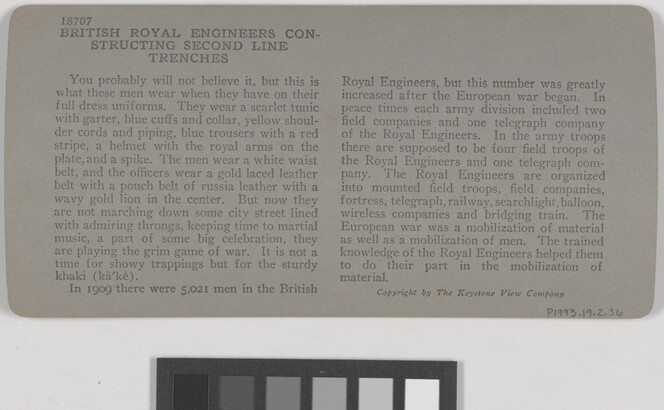 18707
BRITISH ROYAL ENGINEERS CON-
STRUCTING SECOND LINE
TRENCHES
You probably will not believe it, but this is
what these men wear when they have on their
full dress uniforms. They wear a scarlet tunic
with garter, blue cuffs and collar, yellow shoul-
der cords and piping, blue trousers with a red
stripe, a helmet with the royal arms on the
plate, and a spike. The men wear a white waist
belt, and the officers wear a gold laced leather
belt with a pouch belt of russia leather with a
wavy gold lion in the center. But now they
are not marching down some city street lined
with admiring throngs, keeping time to martial
music, a part of some big celebration, they
are playing the grim game of war. It is not a
time for showy trappings but for the sturdy
khaki (kä'kê).
In 1909 there were 5,021 men in the British
Royal Engineers, but this number was greatly
increased after the European war began. In
peace times each army division included two
field companies and one telegraph company
of the Royal Engineers. In the army troops
there are supposed to be four field troops of
the Royal Engineers and one telegraph com-
pany. The Royal Engineers are organized
into mounted field troops, field companies,
fortress, telegraph, railway, searchlight, balloon,
wireless companies and bridging train. The
European war was a mobilization of material
as well as a mobilization of men. The trained
knowledge of the Royal Engineers helped them
to do their part in the mobilization of
material.
Copyright by The Keystone View Company
P1993.19.2.36